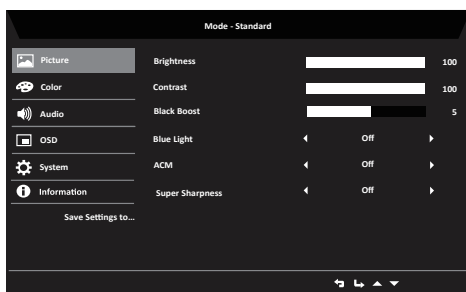 Mode - Standard
Picture
Brightness 100
Color
Contrast 100
Audio
Black Boost 5
OSD
Blue Light Off
System
ACM Off
Information
Super Sharpness Off
Save Settings to...